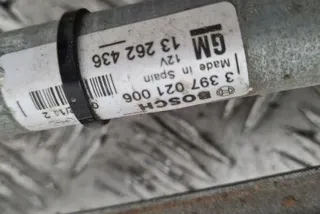 BOSCH
3 397 021 006
Made in Spain 12V
GM 13 262 436